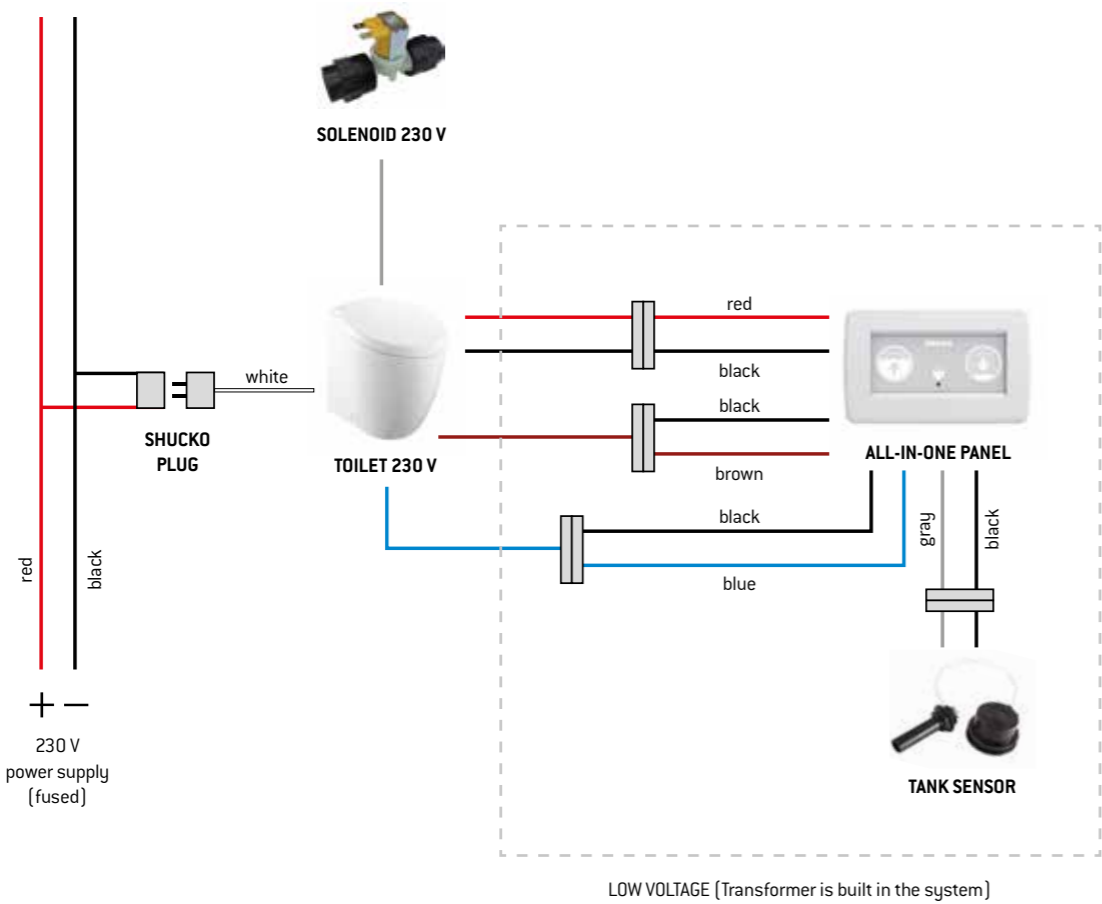 SOLENOID 230 V
red
black
white
black
SHUCKO
PLUG
TOILET 230 V
brown
ALL-IN-ONE PANEL
black
gray
black
blue
red
black
+ −
230 V
power supply
(fused)
TANK SENSOR
LOW VOLTAGE (Transformer is built in the system)